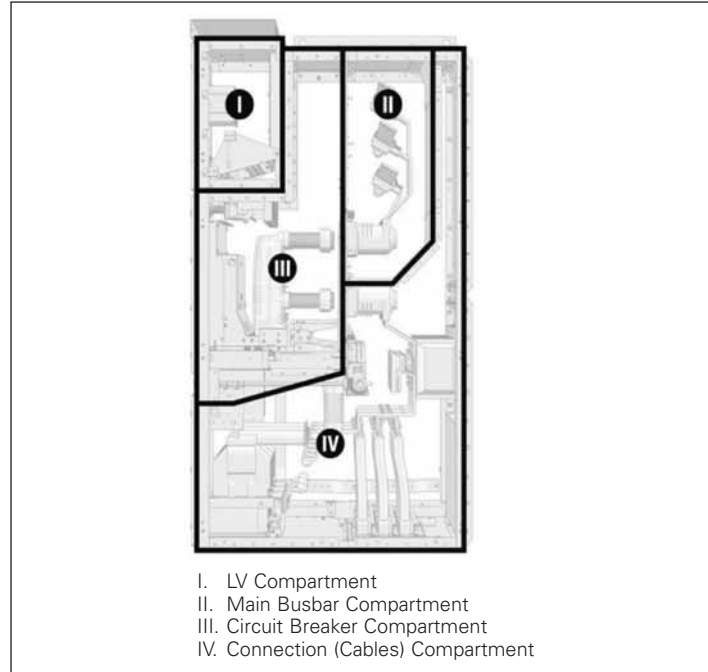 I
II
III
IV
I. LV Compartment
II. Main Busbar Compartment
III. Circuit Breaker Compartment
IV. Connection (Cables) Compartment